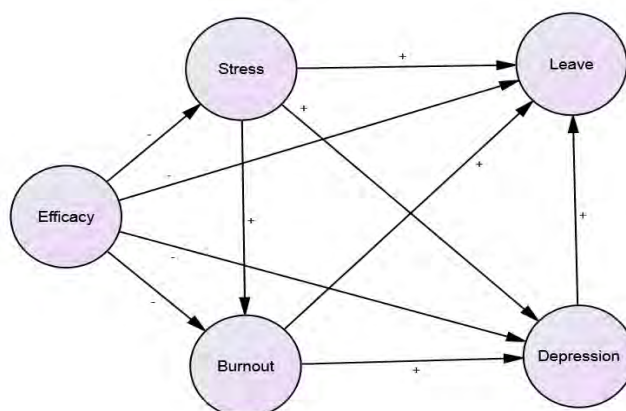 Stress
+
Leave
+
-
-
+
Efficacy
+
+
-
-
Burnout
+
Depression